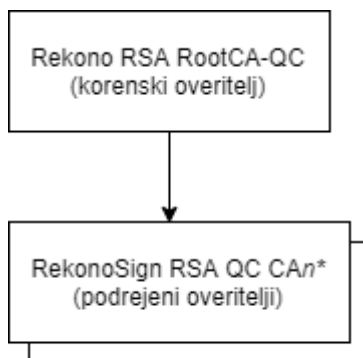 Rekono RSA RootCA-QC
(korenski overitelj)
RekonoSign RSA QC CAn*
(podrejeni overitelji)